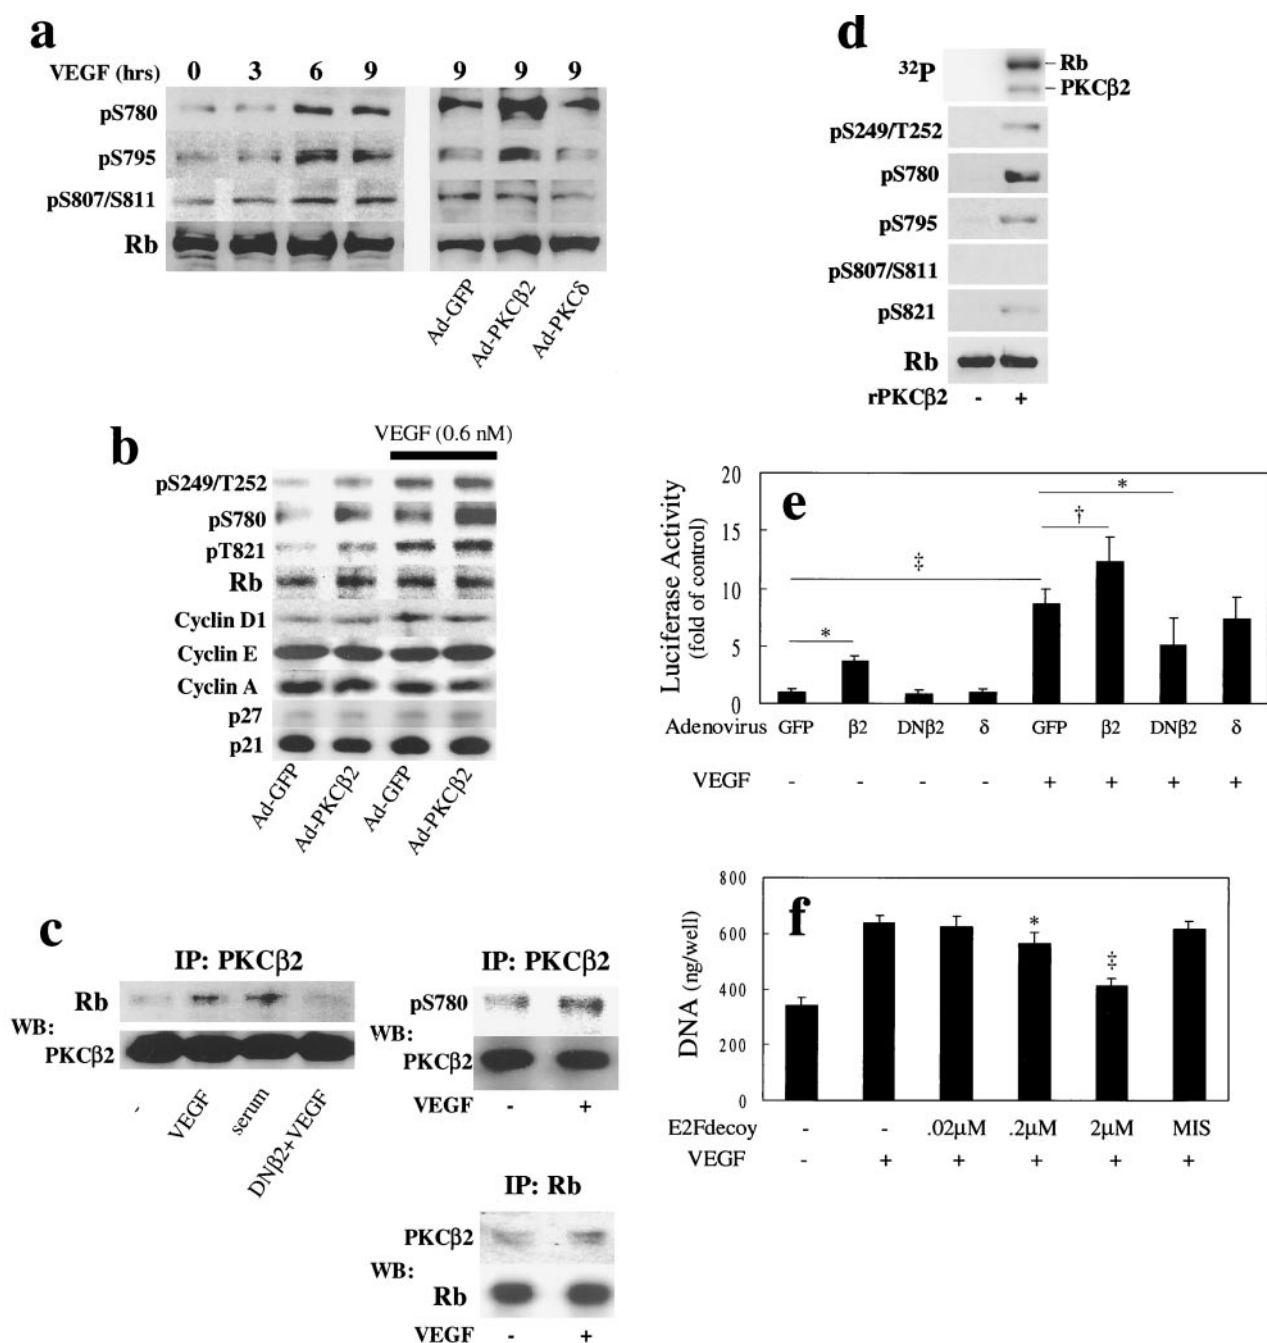 a
VEGF (hrs) 0 3 6 9 9 9 9
pS780
pS795
pS807/S811
Rb
Ad-GFP
Ad-PKCβ2
Ad-PKCδ
b
VEGF (0.6 nM)
pS249/T252
pS780
pT821
Rb
Cyclin D1
Cyclin E
Cyclin A
p27
p21
Ad-GFP
Ad-PKCβ2
Ad-GFP
Ad-PKCβ2
c
IP: PKCβ2
Rb
WB:
PKCβ2
-
VEGF
serum
DNβ2+VEGF
IP: PKCβ2
pS780
WB:
PKCβ2
VEGF - +
IP: Rb
PKCβ2
WB:
Rb
VEGF - +
d
32P
Rb
PKCβ2
pS249/T252
pS780
pS795
pS807/S811
pS821
Rb
rPKCβ2 - +
e
Luciferase Activity
(fold of control)
20
15
10
5
0
*
‡
†
*
Adenovirus GFP β2 DNβ2 δ GFP β2 DNβ2 δ
VEGF - - - - + + + +
f
DNA (ng/well)
800
600
400
200
0
*
‡
E2Fdecoy - - .02μM .2μM 2μM MIS
VEGF - + + + + +